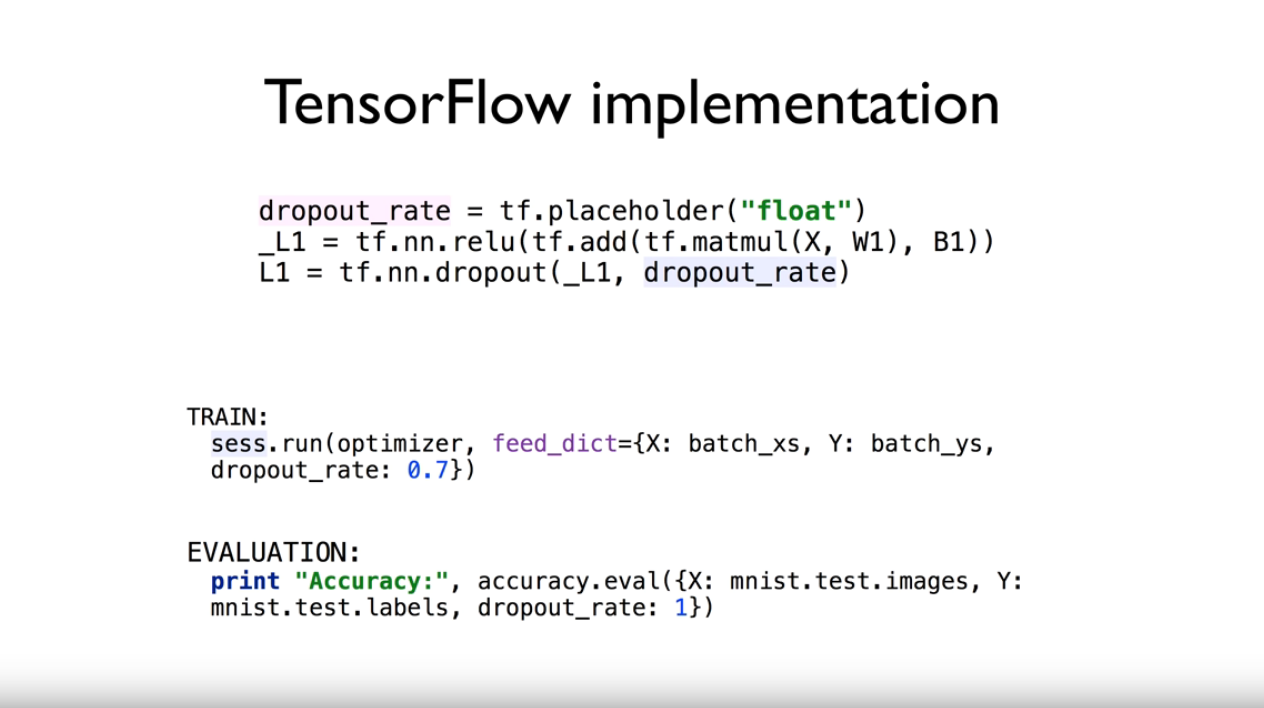 TensorFlow implementation
dropout_rate = tf.placeholder("float")
_L1 = tf.nn.relu(tf.add(tf.matmul(X, W1), B1))
L1 = tf.nn.dropout(_L1, dropout_rate)
TRAIN:
sess.run(optimizer, feed_dict={X: batch_xs, Y: batch_ys,
dropout_rate: 0.7})
EVALUATION:
print "Accuracy:", accuracy.eval({X: mnist.test.images, Y:
mnist.test.labels, dropout_rate: 1})